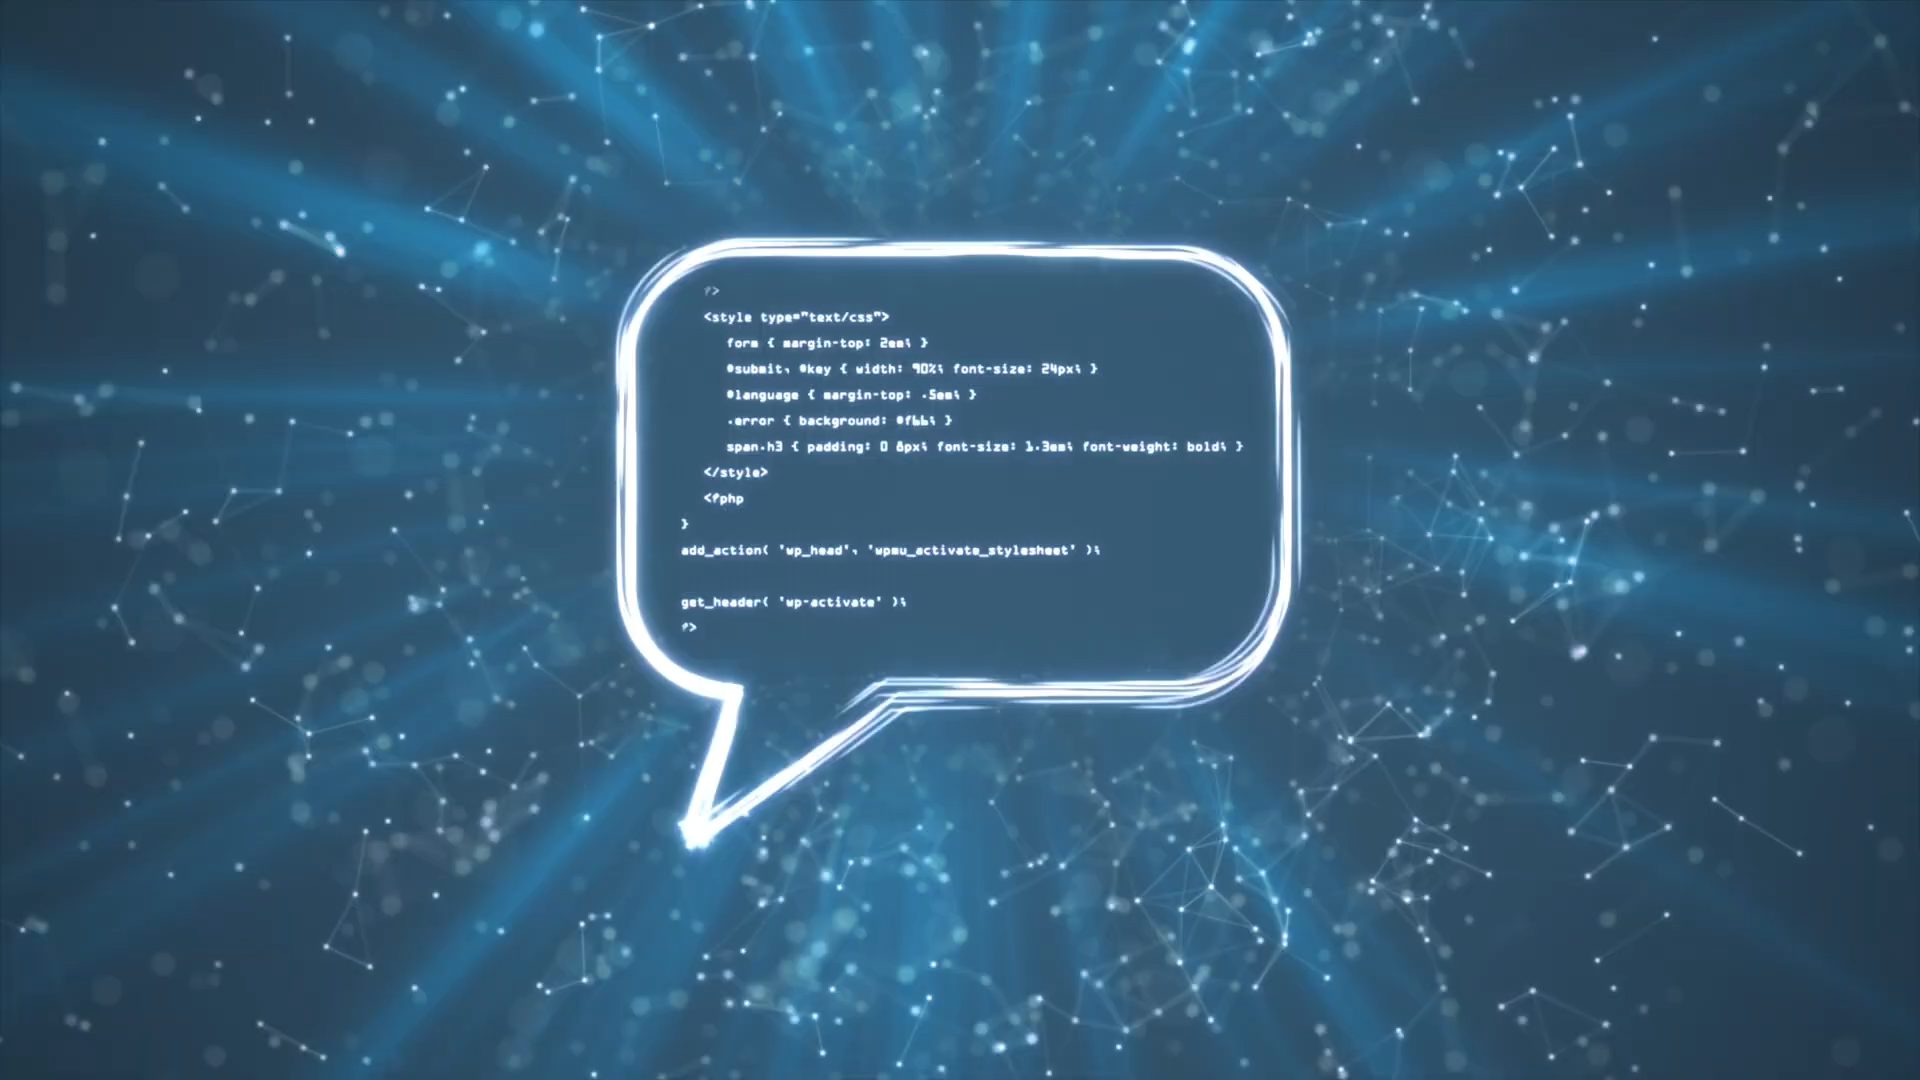 ?>
<style type="text/css">
form { margin-top: 2em; }
#submit, #key { width: 90%; font-size: 24px; }
#language { margin-top: .5em; }
.error { background: #f66; }
span.h3 { padding: 0 8px; font-size: 1.3em; font-weight: bold; }
</style>
<?php
}
add_action( 'wp_head', 'wpmu_activate_stylesheet' );
get_header( 'wp-activate' );
?>